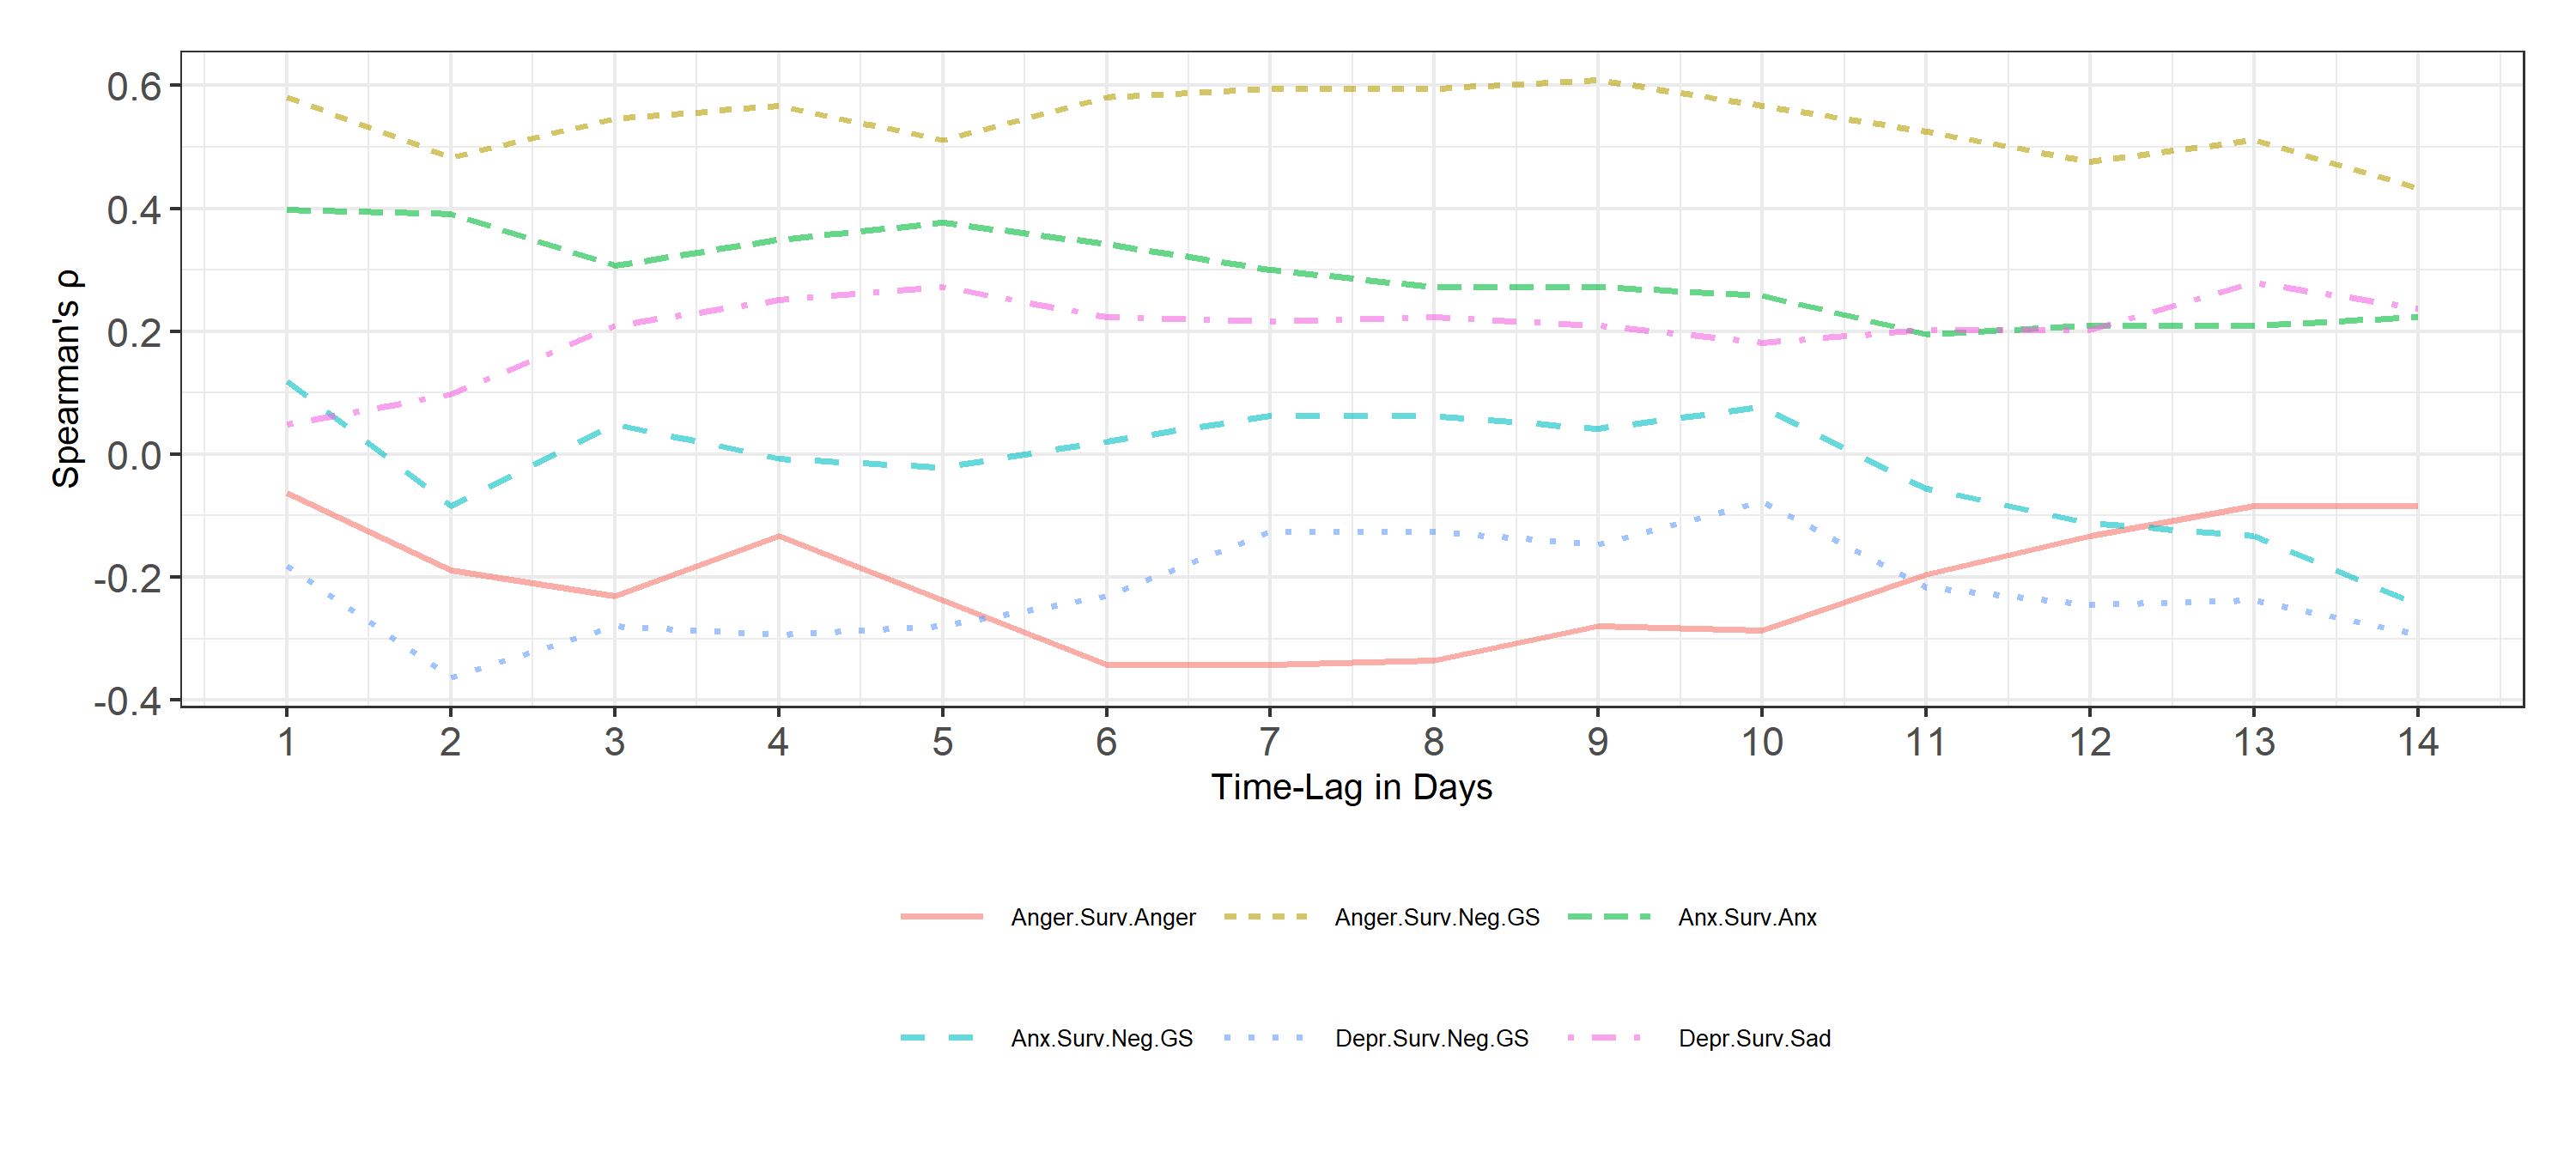 0.6
0.4
0.2
0.0
-0.2
-0.4
Spearman's ρ
1 2 3 4 5 6 7 8 9 10 11 12 13 14
Time-Lag in Days
Anger.Surv.Anger Anger.Surv.Neg.GS Anx.Surv.Anx
Anx.Surv.Neg.GS Depr.Surv.Neg.GS Depr.Surv.Sad